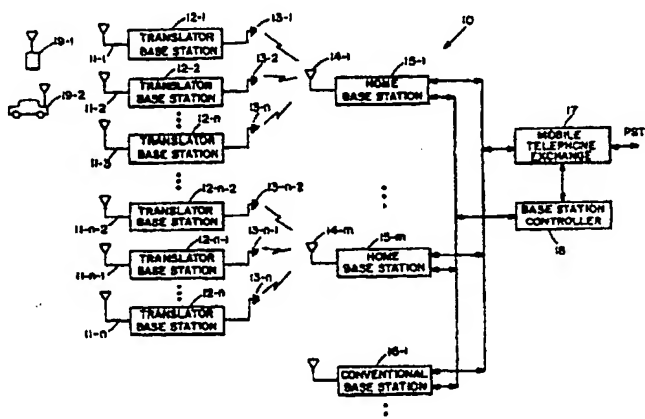 12-1
13-1
10
TRANSLATOR
BASE STATION
19-1
11-1
12-2
13-2
14-1
15-1
TRANSLATOR
BASE STATION
HOME
BASE STATION
19-2
11-2
12-n
13-n
TRANSLATOR
BASE STATION
11-3
17
MOBILE
TELEPHONE
EXCHANGE
PST
12-n-2
13-n-2
TRANSLATOR
BASE STATION
11-n-2
BASE STATION
CONTROLLER
18
12-n-1
13-n-1
14-m
15-m
TRANSLATOR
BASE STATION
HOME
BASE STATION
11-n-1
12-n
13-n
TRANSLATOR
BASE STATION
11-n
16-1
CONVENTIONAL
BASE STATION